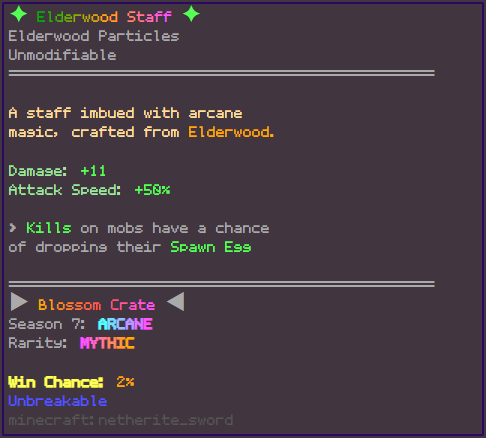 ✦ Elderwood Staff ✦
Elderwood Particles
Unmodifiable
A staff imbued with arcane
magic, crafted from Elderwood.
Damage: +11
Attack Speed: +50%
> Kills on mobs have a chance
of dropping their Spawn Egg
▶ Blossom Crate ◀
Season 7: ARCANE
Rarity: MYTHIC
Win Chance: 2%
Unbreakable
minecraft:netherite_sword